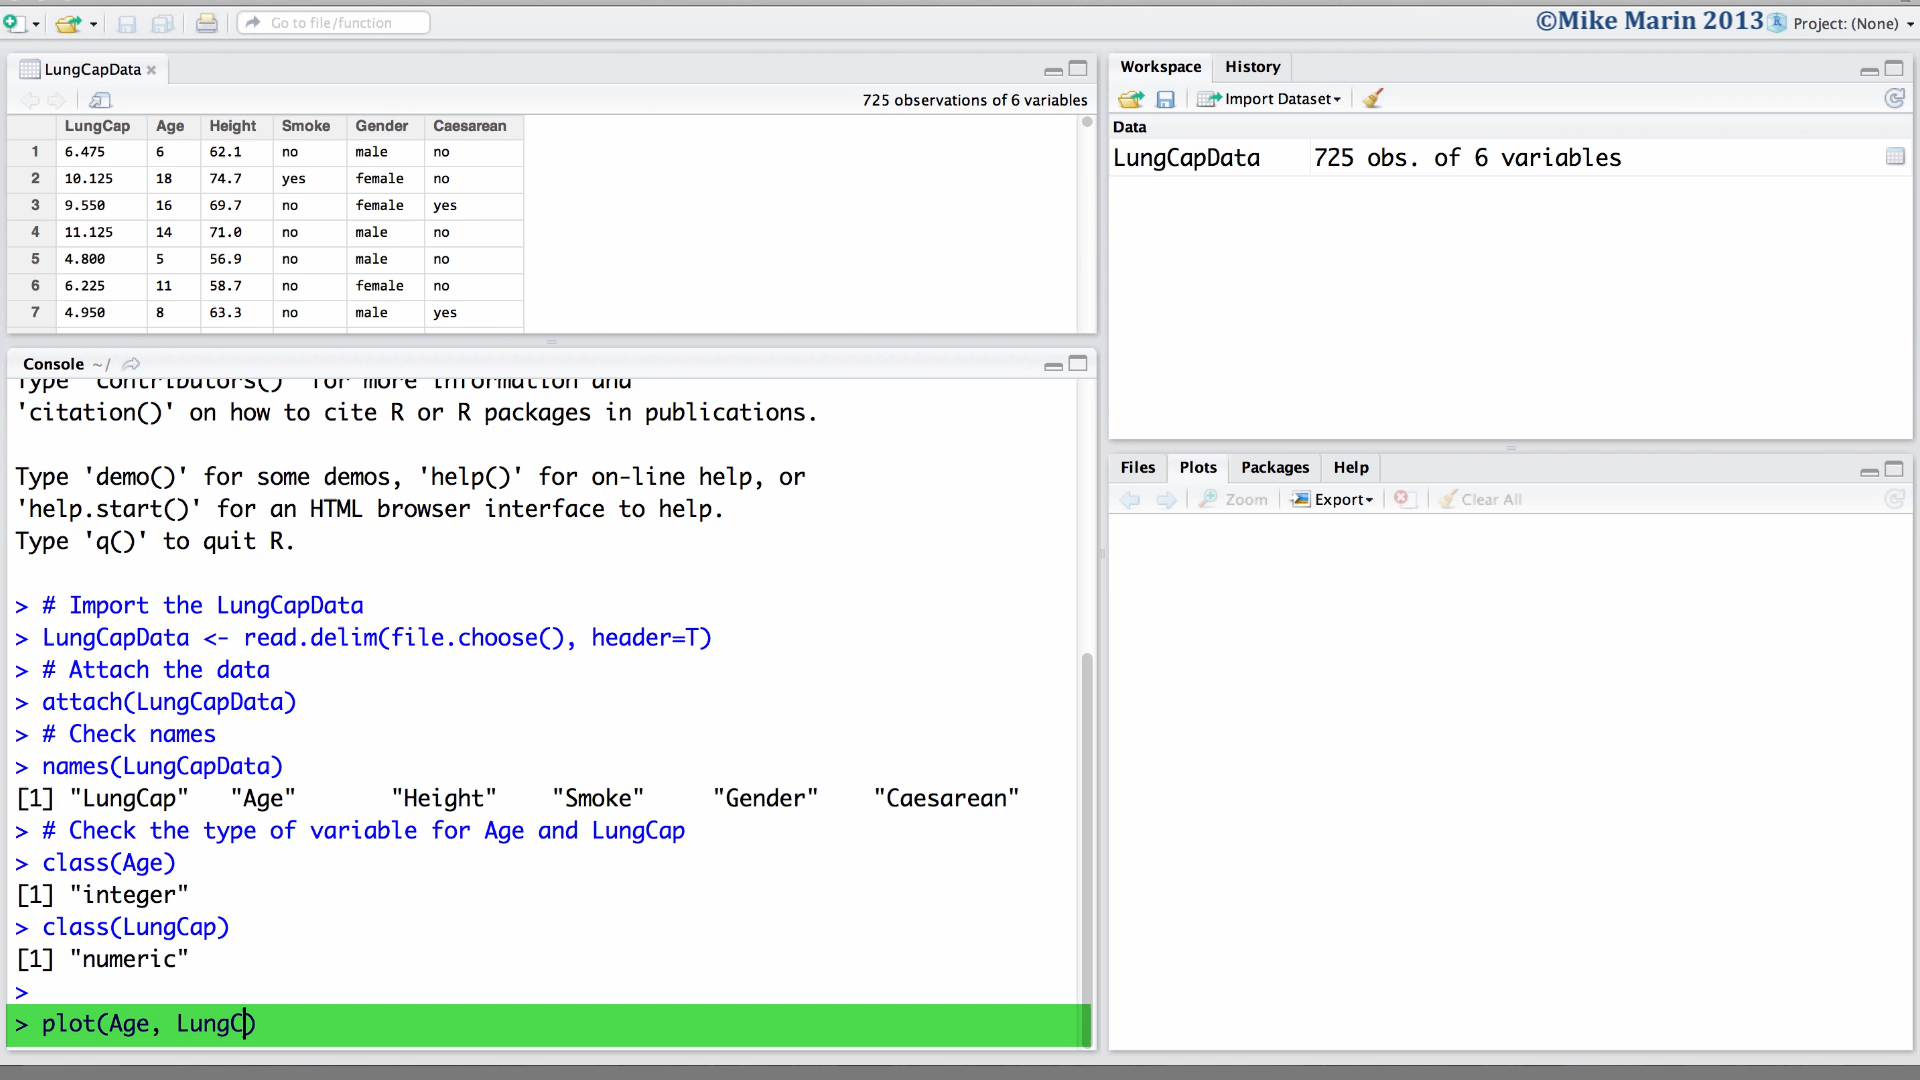 Go to file/function
©Mike Marin 2013
Project: (None)
LungCapData
725 observations of 6 variables
LungCap Age Height Smoke Gender Caesarean
1 6.475 6 62.1 no male no
2 10.125 18 74.7 yes female no
3 9.550 16 69.7 no female yes
4 11.125 14 71.0 no male no
5 4.800 5 56.9 no male no
6 6.225 11 58.7 no female no
7 4.950 8 63.3 no male yes
Console ~/
Type 'contributors()' for more information and
'citation()' on how to cite R or R packages in publications.
Type 'demo()' for some demos, 'help()' for on-line help, or
'help.start()' for an HTML browser interface to help.
Type 'q()' to quit R.
> # Import the LungCapData
> LungCapData <- read.delim(file.choose(), header=T)
> # Attach the data
> attach(LungCapData)
> # Check names
> names(LungCapData)
[1] "LungCap" "Age" "Height" "Smoke" "Gender" "Caesarean"
> # Check the type of variable for Age and LungCap
> class(Age)
[1] "integer"
> class(LungCap)
[1] "numeric"
>
> plot(Age, LungC)
Workspace History
Import Dataset
Data
LungCapData 725 obs. of 6 variables
Files Plots Packages Help
Zoom Export Clear All